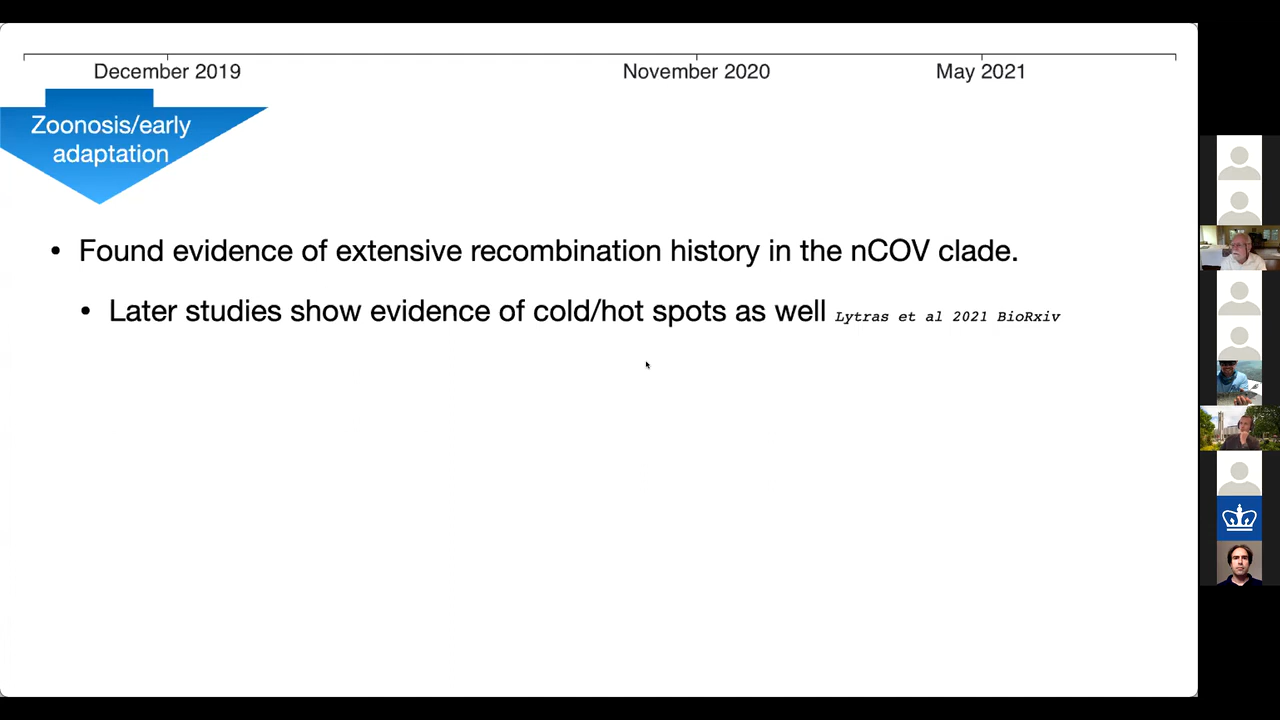 December 2019 November 2020 May 2021
Zoonosis/early
adaptation
• Found evidence of extensive recombination history in the nCOV clade.
• Later studies show evidence of cold/hot spots as well Lytras et al 2021 BioRxiv